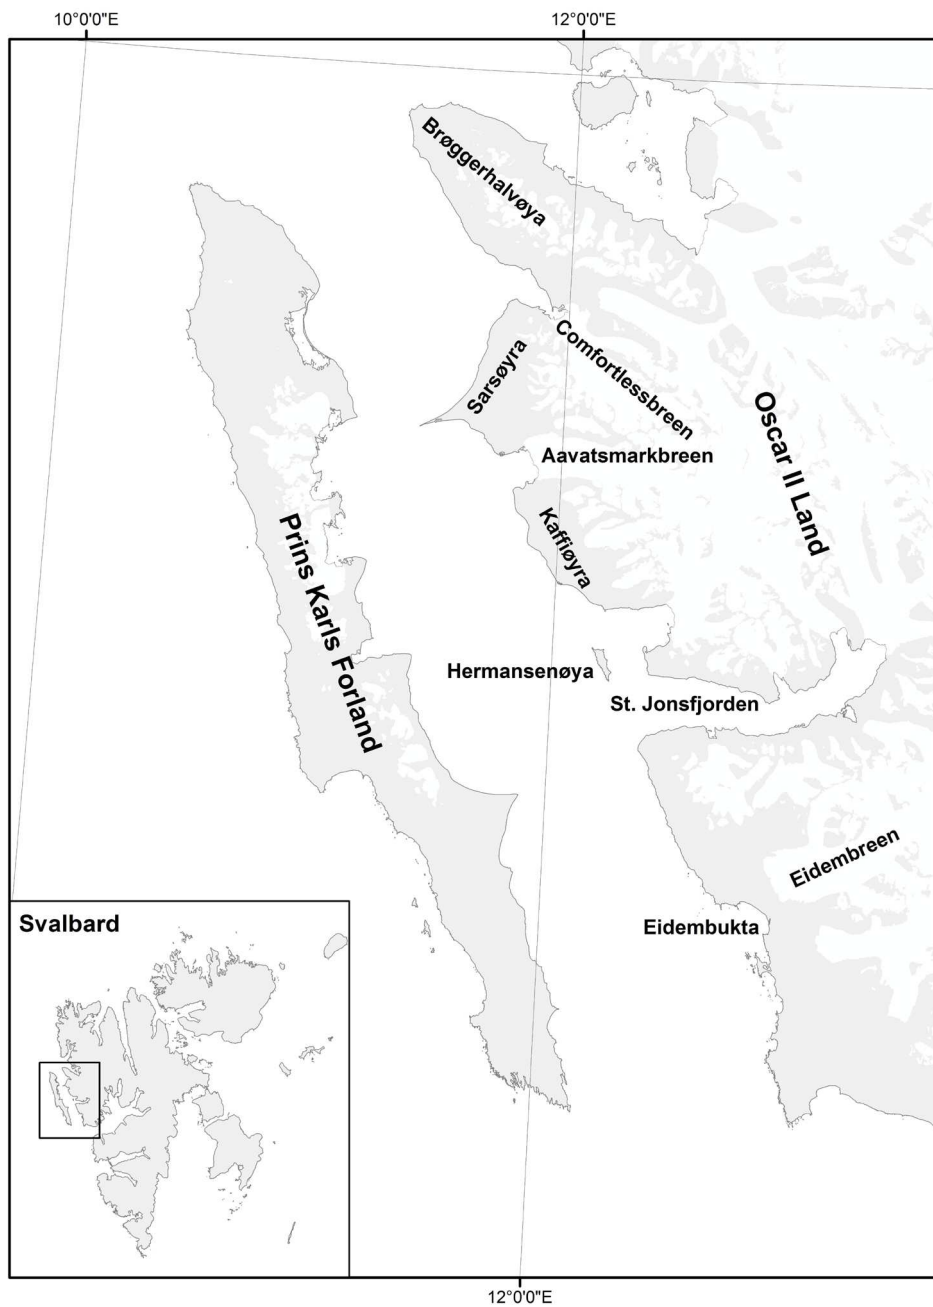 10°0'0"E
12°0'0"E
Brøggerhalvøya
Comfortlessbreen
Sarsøyra
Oscar II Land
Aavatsmarkbreen
Kaffiøyra
Prins Karls Forland
Hermansenøya
St. Jonsfjorden
Eidembreen
Svalbard
Eidembukta
12°0'0"E